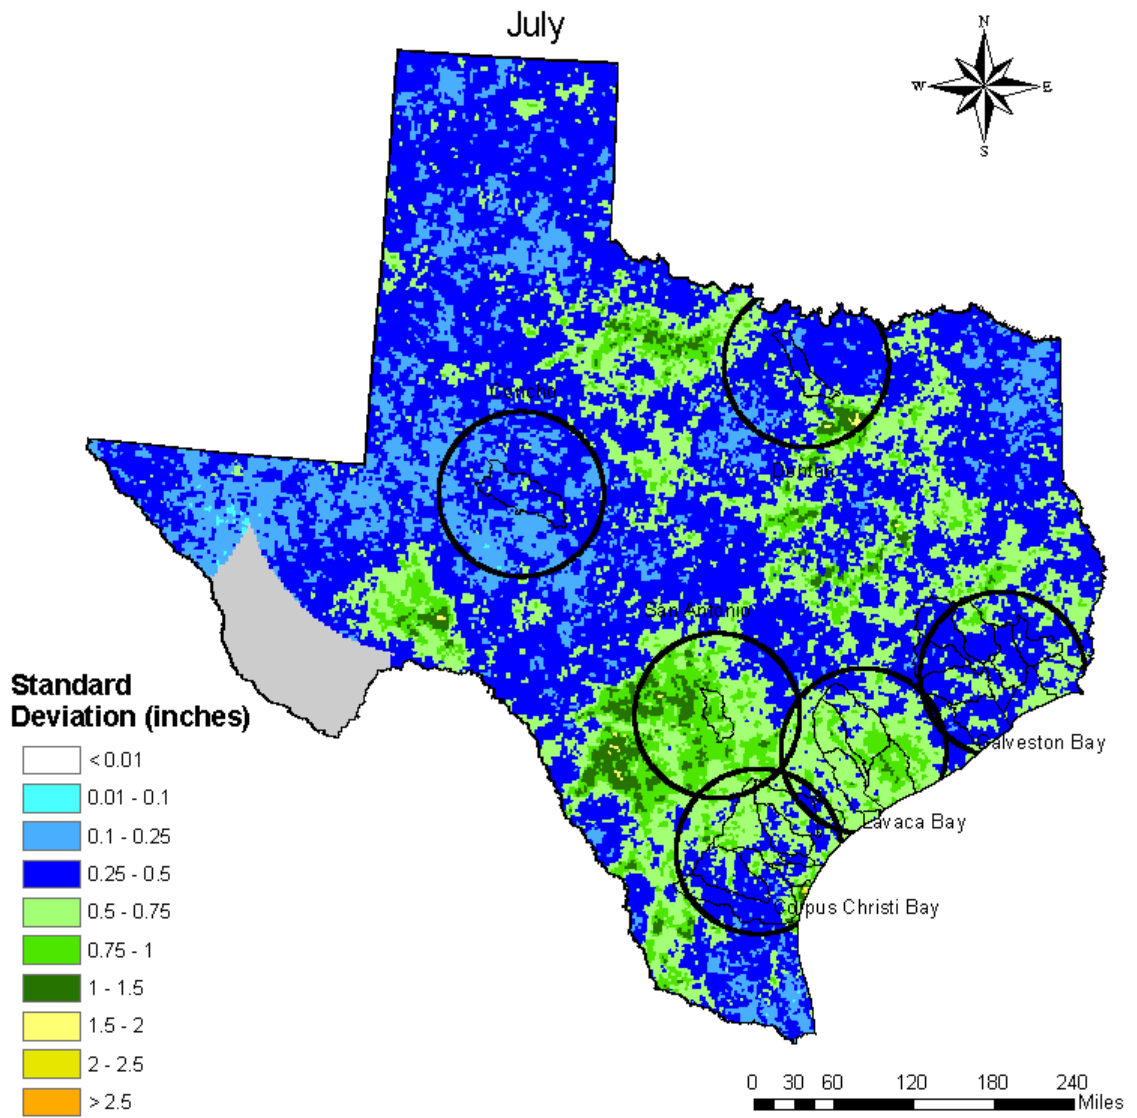 July
N
W
E
S
Concho
Denton
San Antonio
Galveston Bay
Lavaca Bay
Corpus Christi Bay
Standard
Deviation (inches)
< 0.01
0.01 - 0.1
0.1 - 0.25
0.25 - 0.5
0.5 - 0.75
0.75 - 1
1 - 1.5
1.5 - 2
2 - 2.5
> 2.5
0 30 60 120 180 240
Miles